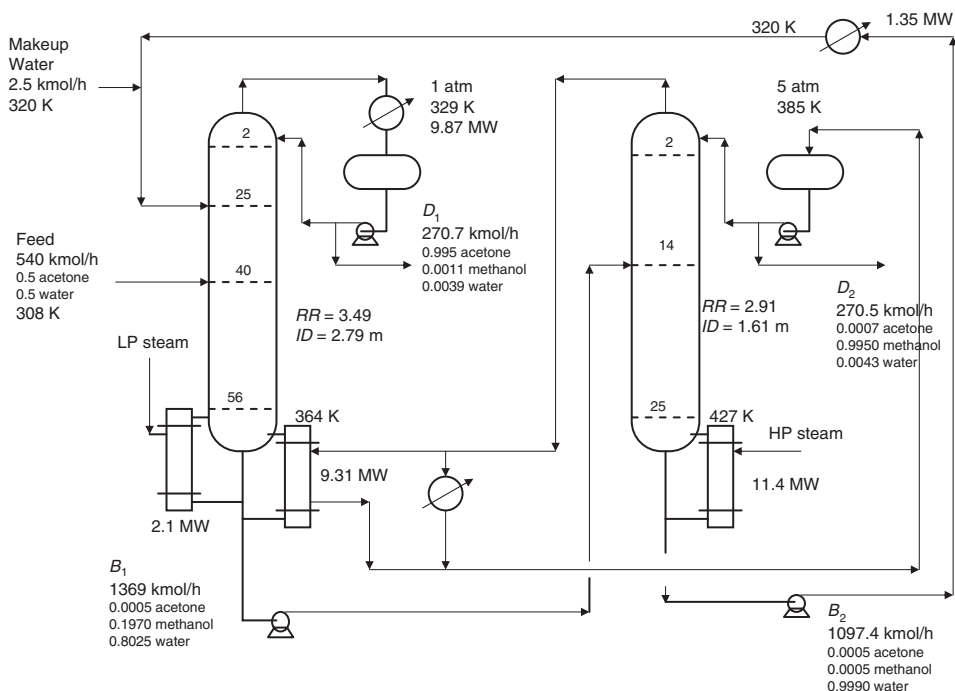 320 K
1.35 MW
Makeup
Water
2.5 kmol/h
320 K
1 atm
329 K
9.87 MW
5 atm
385 K
2
2
25
Feed
540 kmol/h
0.5 acetone
0.5 water
308 K
40
14
D1
270.7 kmol/h
0.995 acetone
0.0011 methanol
0.0039 water
RR = 3.49
ID = 2.79 m
RR = 2.91
ID = 1.61 m
D2
270.5 kmol/h
0.0007 acetone
0.9950 methanol
0.0043 water
LP steam
56
364 K
25
427 K
HP steam
9.31 MW
11.4 MW
2.1 MW
B1
1369 kmol/h
0.0005 acetone
0.1970 methanol
0.8025 water
B2
1097.4 kmol/h
0.0005 acetone
0.0005 methanol
0.9990 water